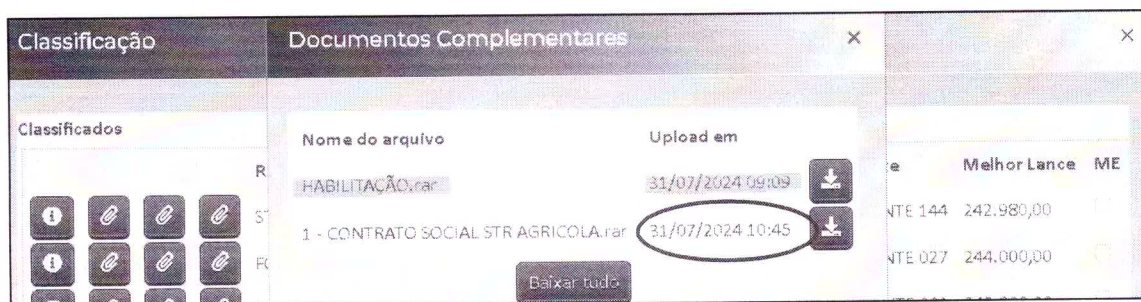 Classificação
Documentos Complementares
Classificados
Nome do arquivo
Upload em
HABILITAÇÃO.rar
31/07/2024 09:09
1 - CONTRATO SOCIAL STR AGRICOLA.rar
31/07/2024 10:45
Baixar tudo
Melhor Lance
ME
NTE 144
242.980,00
NTE 027
244.000,00